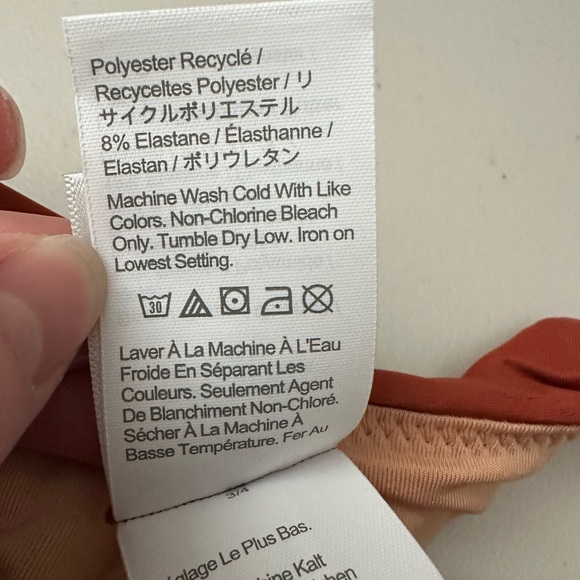 Polyester Recyclé /
Recyceltes Polyester / リ
サイクルポリエステル
8% Elastane / Élasthanne /
Elastan / ポリウレタン
Machine Wash Cold With Like
Colors. Non-Chlorine Bleach
Only. Tumble Dry Low. Iron on
Lowest Setting.
30
Laver À La Machine À L'Eau
Froide En Séparant Les
Couleurs. Seulement Agent
De Blanchiment Non-Chloré.
Sécher À La Machine À
Basse Température. Fer Au
3/4
Le Plus Bas.
Kalt